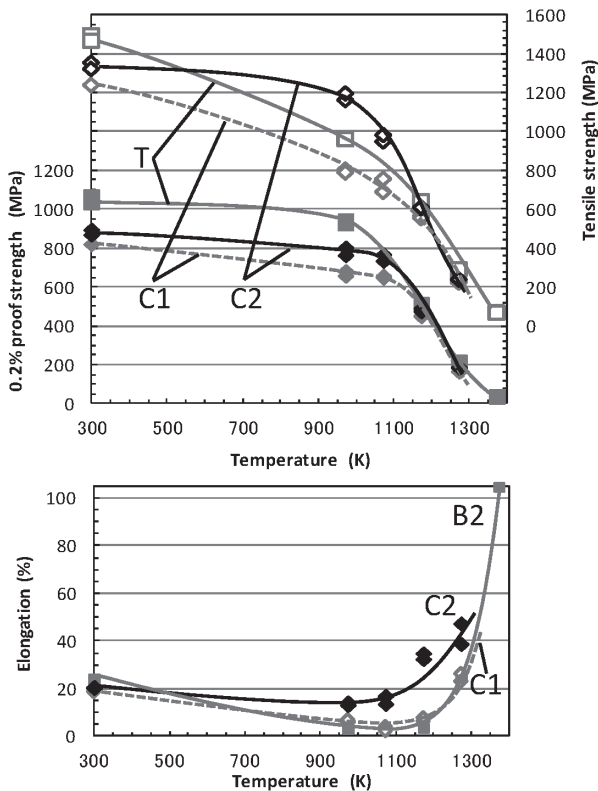 1600
1400
1200
1000
800
600
400
200
0
Tensile strength (MPa)
1200
1000
800
600
400
200
0
0.2% proof strength (MPa)
T
C1
C2
300 500 700 900 1100 1300
Temperature (K)
100
80
60
40
20
0
Elongation (%)
B2
C2
C1
300 500 700 900 1100 1300
Temperature (K)